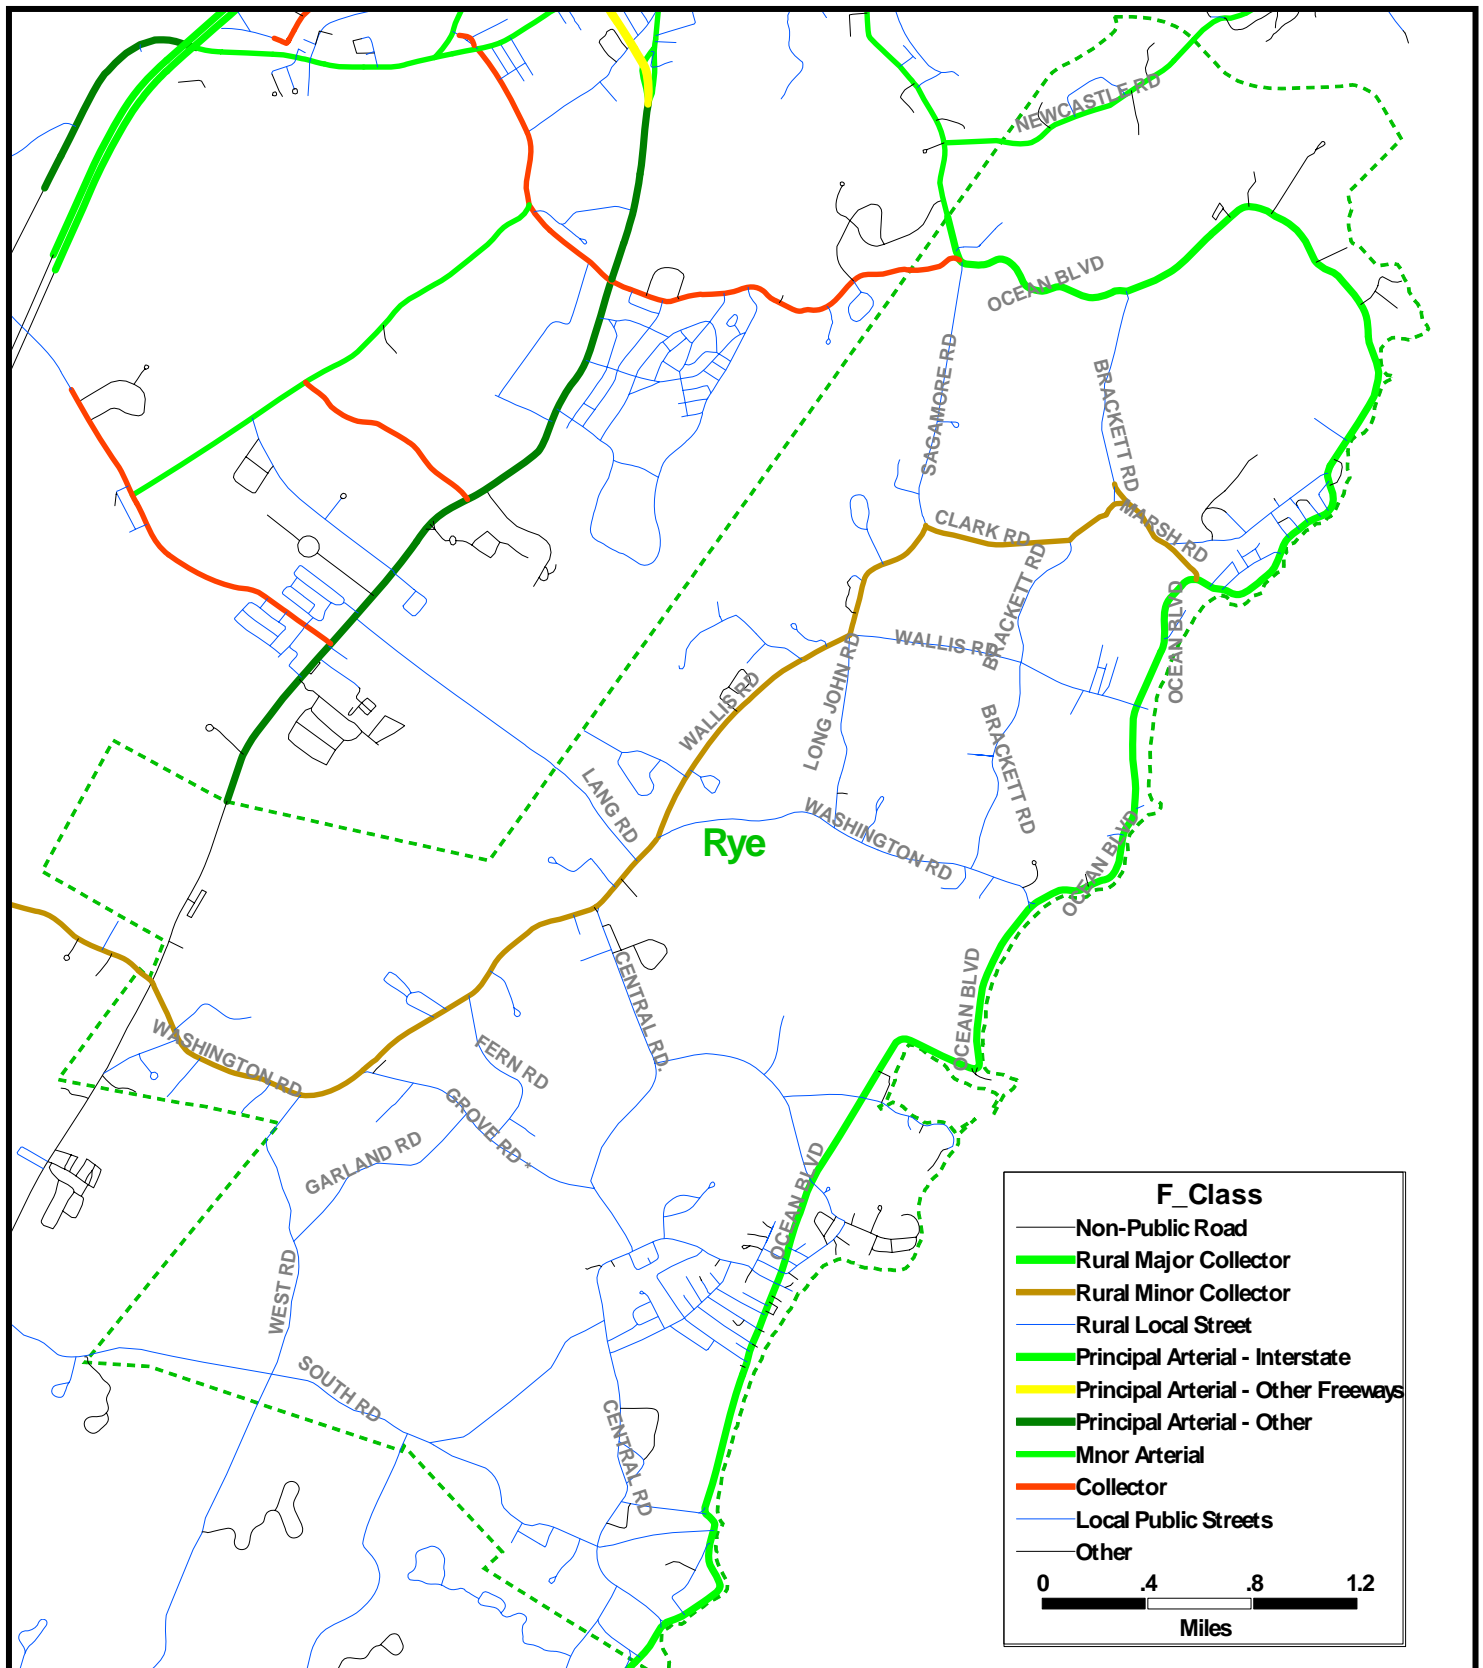 NEWCASTLE RD
OCEAN BLVD
SAGAMORE RD
BRACKETT RD
CLARK RD
MARSH RD
BRACKETT RD
OCEAN BLVD
WALLIS RD
LONG JOHN RD
WALLIS RD
BRACKETT RD
LANG RD
WASHINGTON RD
Rye
OCEAN BLVD
CENTRAL RD.
OCEAN BLVD
WASHINGTON RD
FERN RD
GROVE RD *
GARLAND RD
OCEAN BLVD
WEST RD
SOUTH RD
CENTRAL RD
F_Class
Non-Public Road
Rural Major Collector
Rural Minor Collector
Rural Local Street
Principal Arterial - Interstate
Principal Arterial - Other Freeways
Principal Arterial - Other
Mnor Arterial
Collector
Local Public Streets
Other
0 .4 .8 1.2
Miles